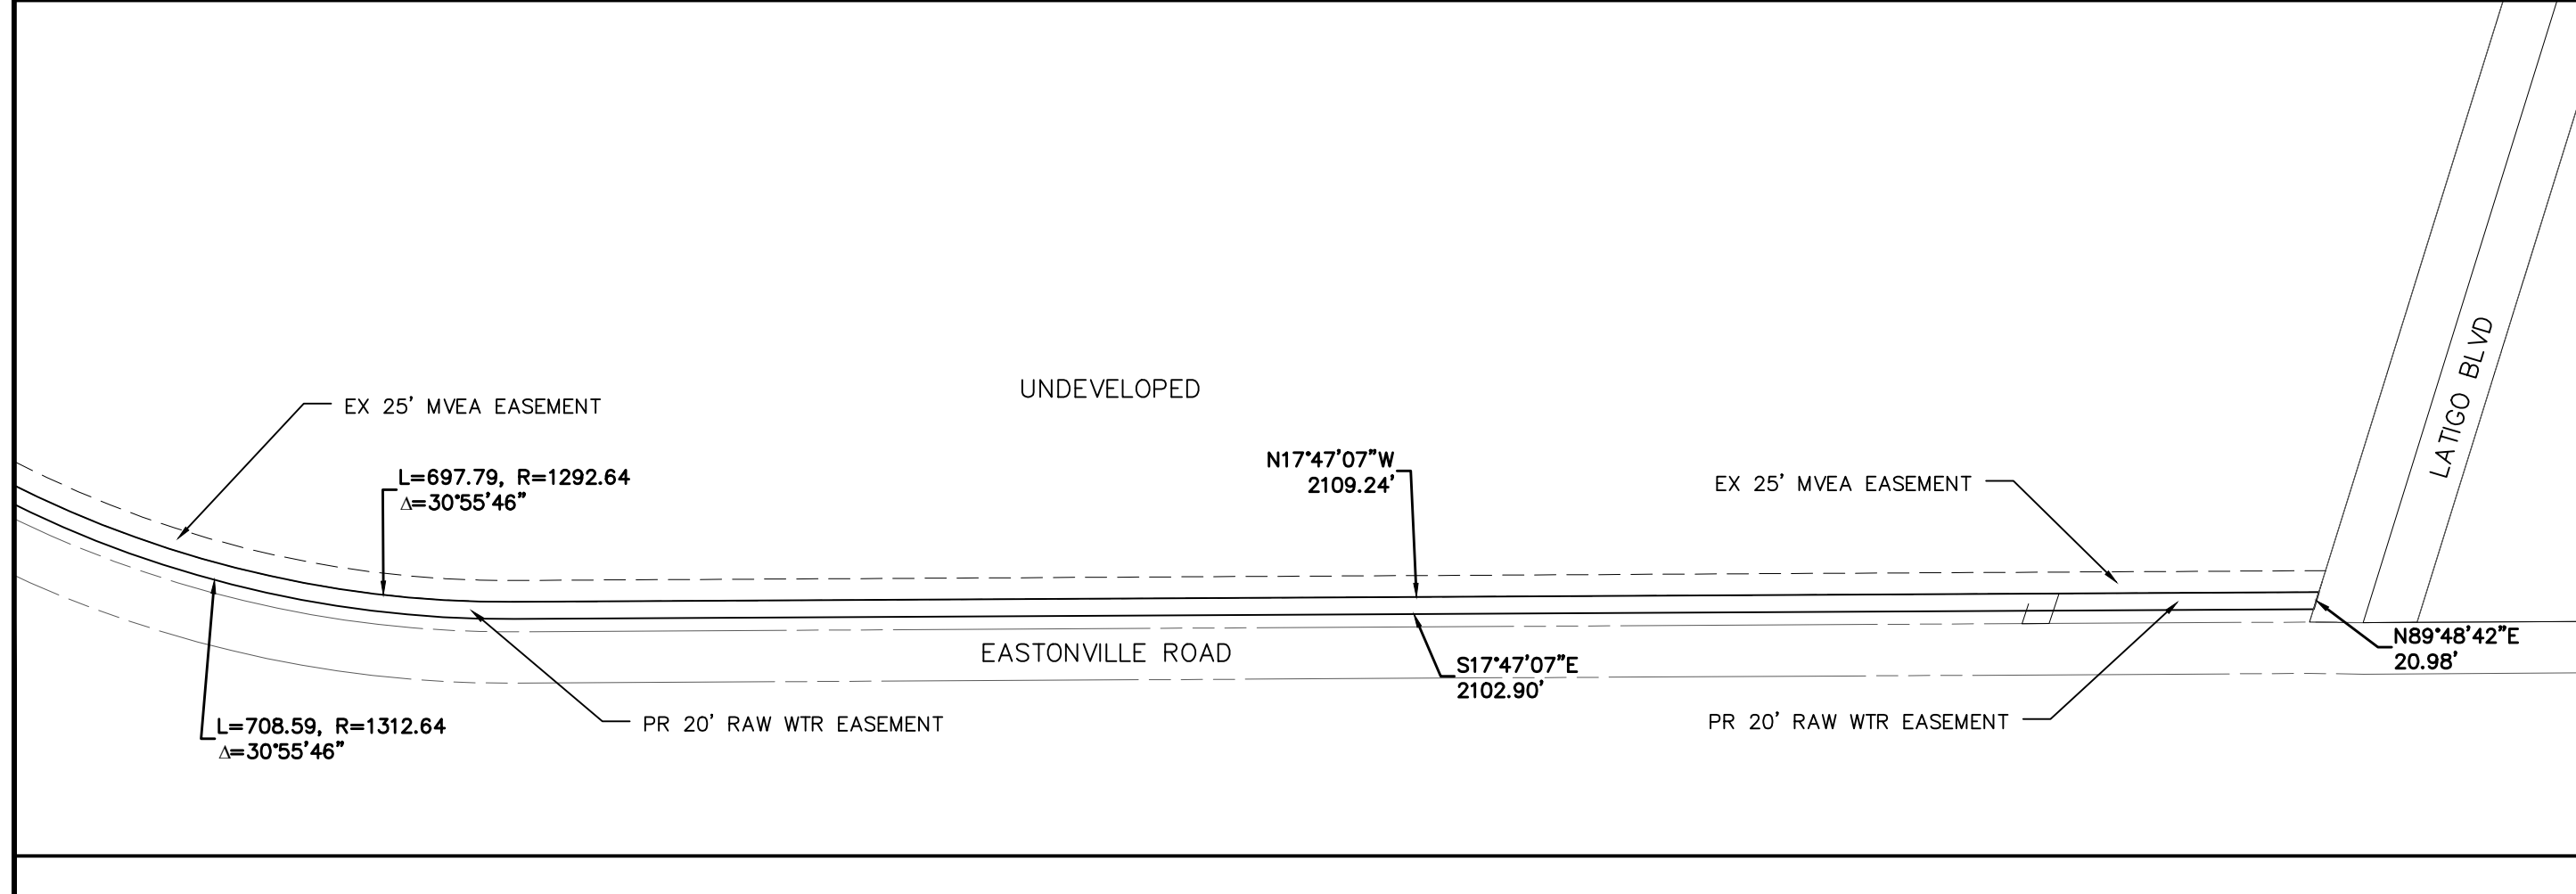 UNDEVELOPED
EX 25' MVEA EASEMENT
L=697.79, R=1292.64
Δ=30°55'46"
N17°47'07"W
2109.24'
EX 25' MVEA EASEMENT
LATIGO BLVD
EASTONVILLE ROAD
S17°47'07"E
2102.90'
N89°48'42"E
20.98'
L=708.59, R=1312.64
Δ=30°55'46"
PR 20' RAW WTR EASEMENT
PR 20' RAW WTR EASEMENT